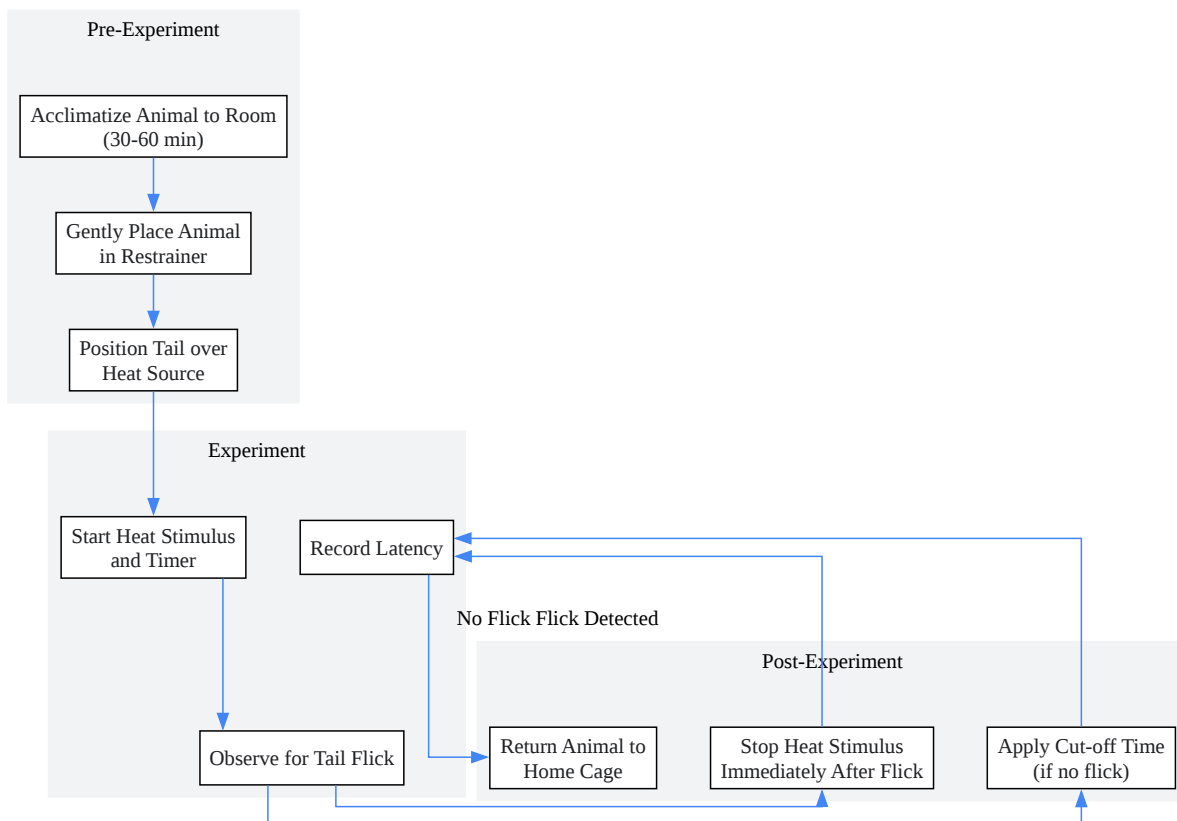 Pre-Experiment
Acclimatize Animal to Room
(30-60 min)
Gently Place Animal
in Restrainer
Position Tail over
Heat Source
Experiment
Start Heat Stimulus
and Timer
Record Latency
No Flick Flick Detected
Post-Experiment
Observe for Tail Flick
Return Animal to
Home Cage
Stop Heat Stimulus
Immediately After Flick
Apply Cut-off Time
(if no flick)